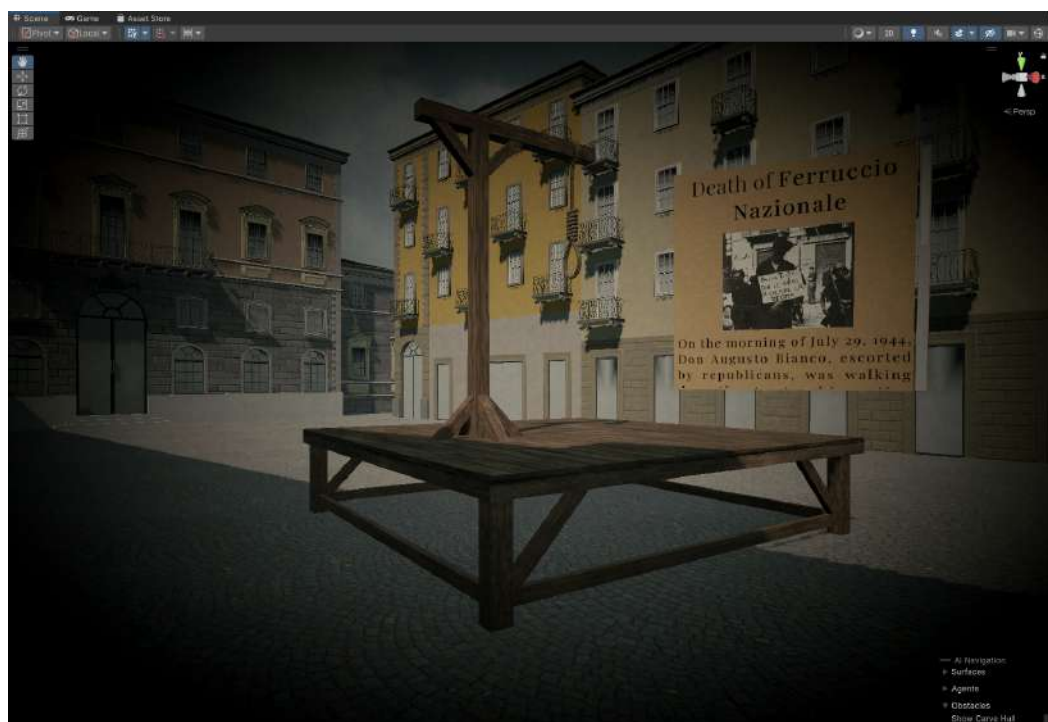 Scene Game Asset Store
Pivot Local 2D
Y
Persp
Death of Ferruccio
Nazionale
On the morning of July 29, 1944,
Don Augusto Bianco, escorted
by republicans, was walking
AI Navigation
Surfaces
Agents
Obstacles
Show Carve Hull